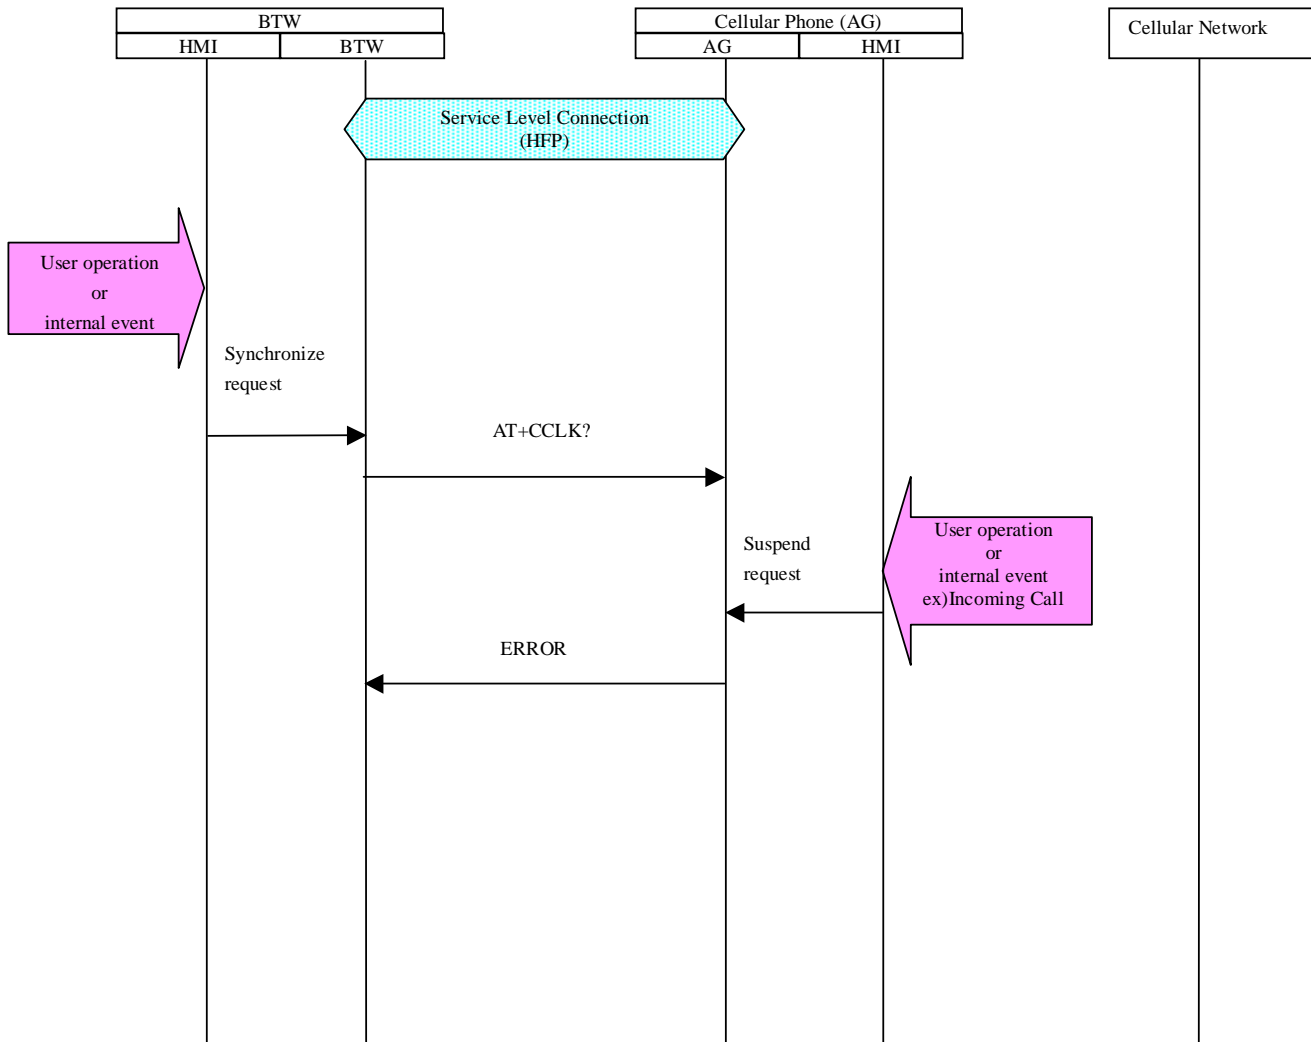 BTW
HMI
BTW
Cellular Phone (AG)
AG
HMI
Cellular Network
Service Level Connection
(HFP)
User operation
or
internal event
Synchronize
request
AT+CCLK?
Suspend
request
User operation
or
internal event
ex)Incoming Call
ERROR